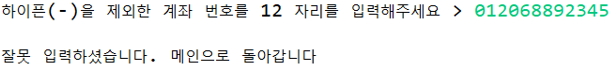 하이픈(-)을 제외한 계좌 번호를 12 자리를 입력해주세요 > 012068892345
잘못 입력하셨습니다. 메인으로 돌아갑니다